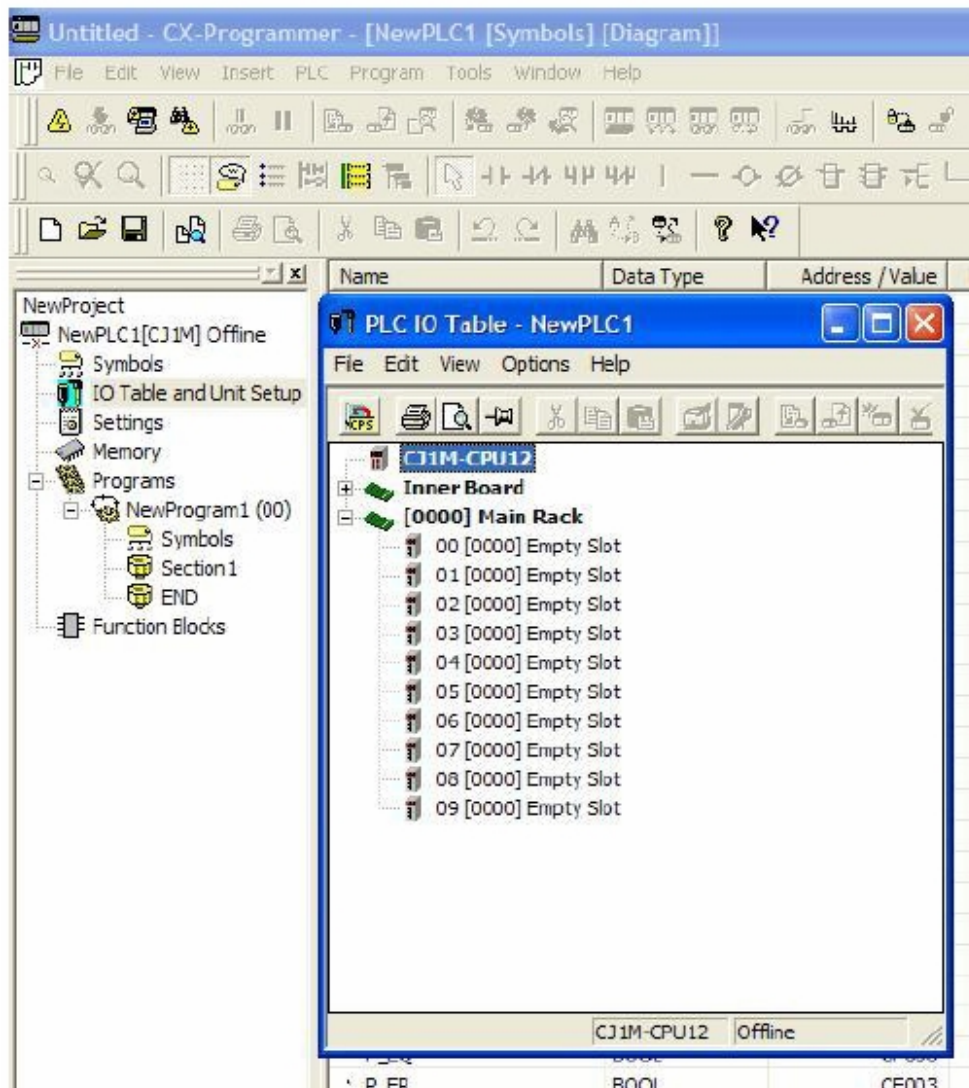 Untitled - CX-Programmer - [NewPLC1 [Symbols] [Diagram]]
File Edit View Insert PLC Program Tools Window Help
Name Data Type Address / Value
NewProject
NewPLC1[CJ1M] Offline
Symbols
IO Table and Unit Setup
Settings
Memory
Programs
NewProgram1 (00)
Symbols
Section1
END
Function Blocks
PLC IO Table - NewPLC1
File Edit View Options Help
CPS
CJ1M-CPU12
Inner Board
[0000] Main Rack
00 [0000] Empty Slot
01 [0000] Empty Slot
02 [0000] Empty Slot
03 [0000] Empty Slot
04 [0000] Empty Slot
05 [0000] Empty Slot
06 [0000] Empty Slot
07 [0000] Empty Slot
08 [0000] Empty Slot
09 [0000] Empty Slot
CJ1M-CPU12 Offline
P_ER BOOL CF003